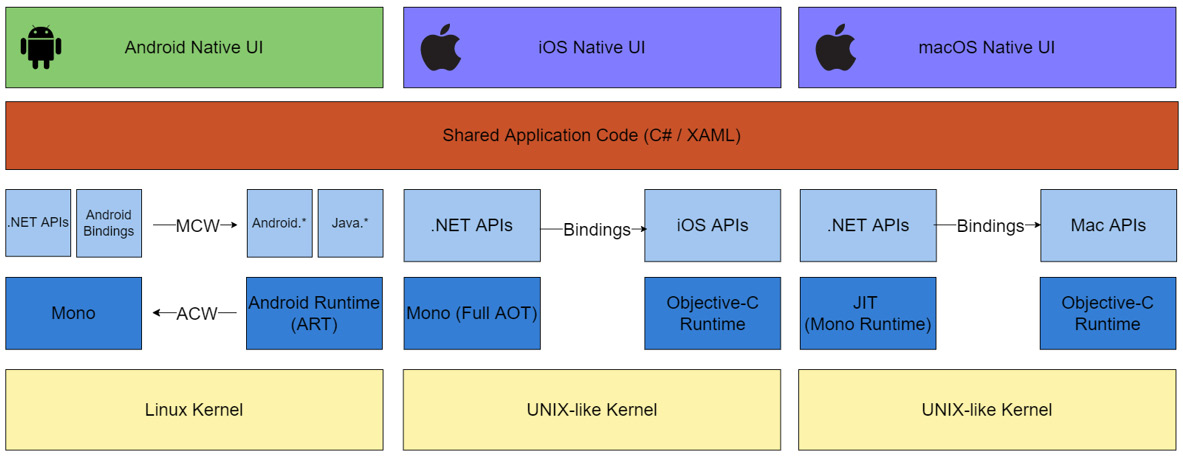 Android Native UI
iOS Native UI
macOS Native UI
Shared Application Code (C# / XAML)
.NET APIs
Android
Bindings
MCW
Android.*
Java.*
.NET APIs
Bindings
iOS APIs
.NET APIs
Bindings
Mac APIs
Mono
ACW
Android Runtime
(ART)
Mono (Full AOT)
Objective-C
Runtime
JIT
(Mono Runtime)
Objective-C
Runtime
Linux Kernel
UNIX-like Kernel
UNIX-like Kernel